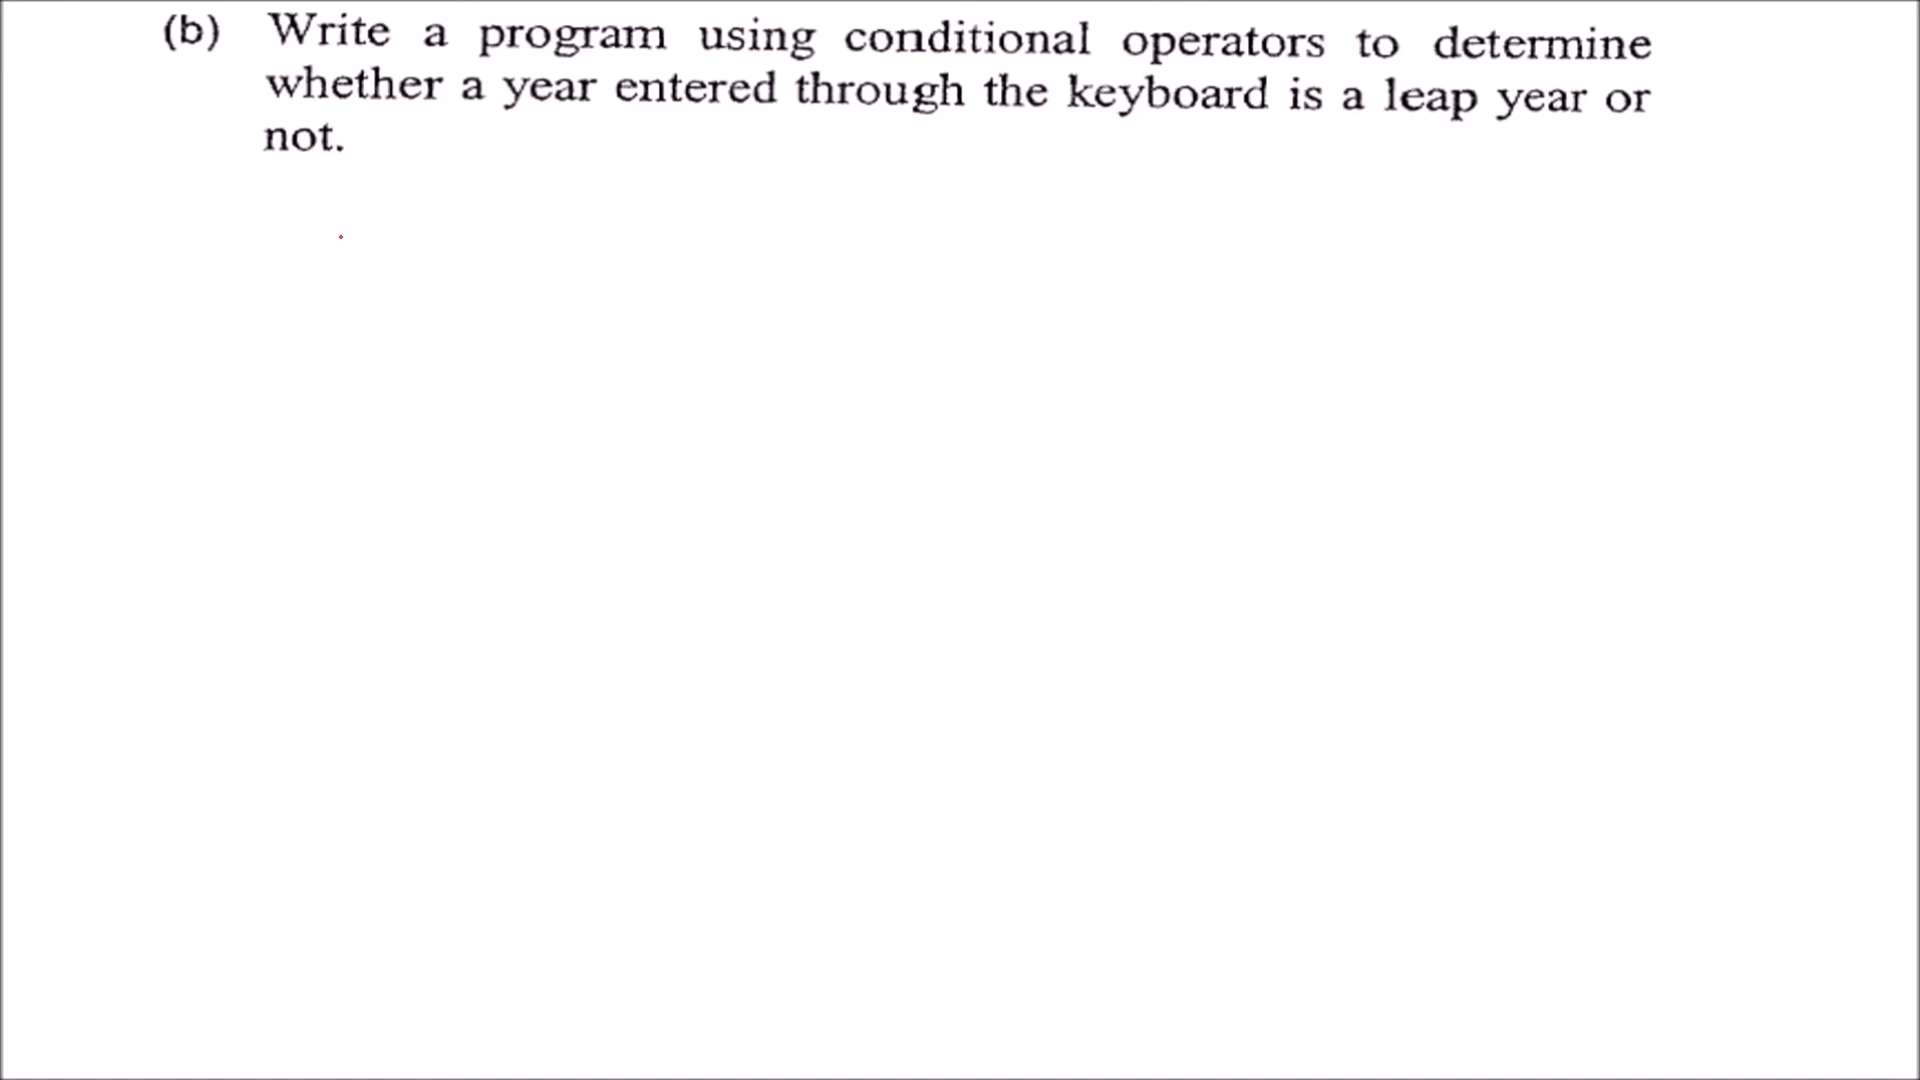 (b) Write a program using conditional operators to determine
whether a year entered through the keyboard is a leap year or
not.